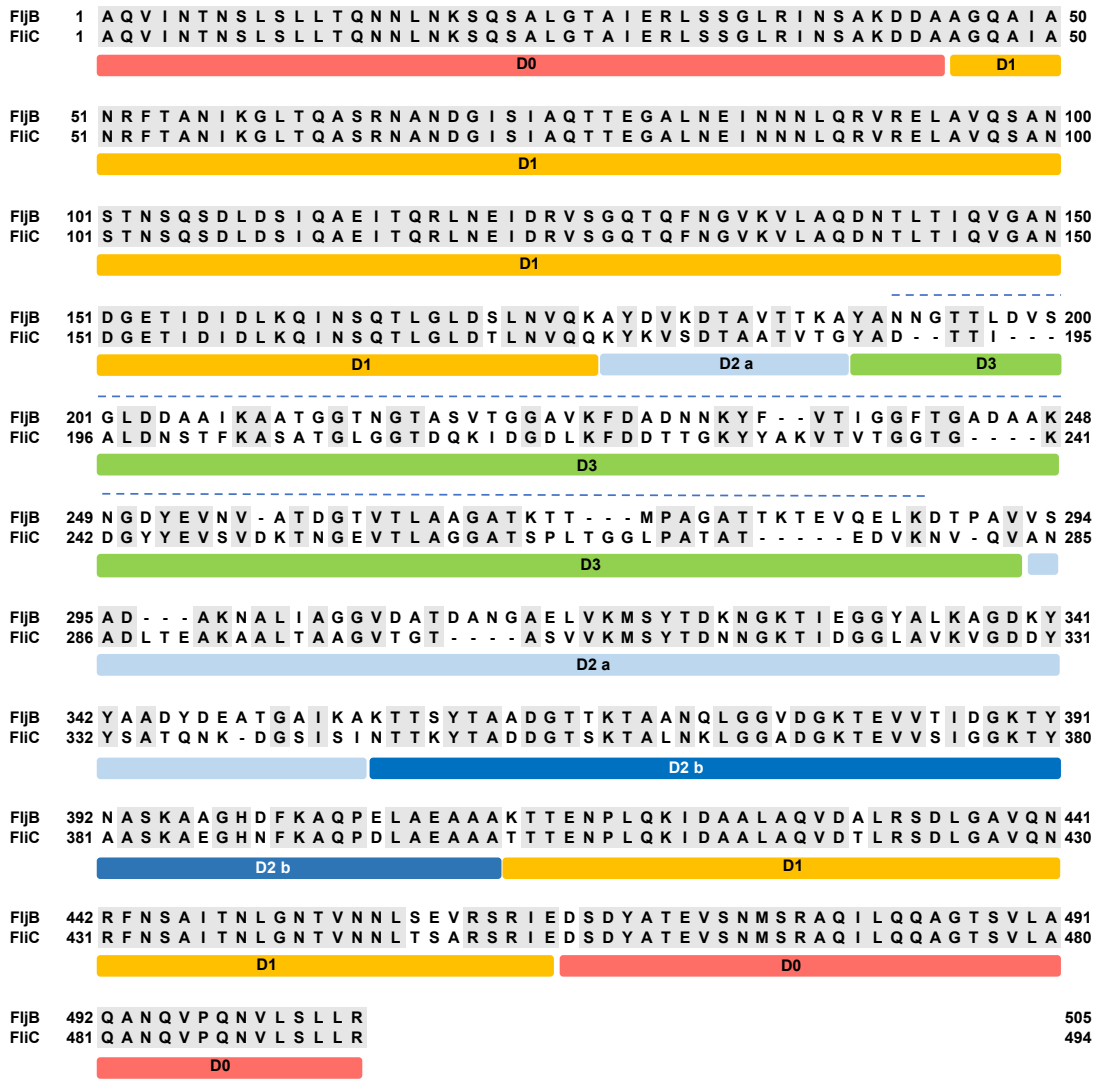 FljB 1 A Q V I N T N S L S L L T Q N N L N K S Q S A L G T A I E R L S S G L R I N S A K D D A A G Q A I A 50
FliC 1 A Q V I N T N S L S L L T Q N N L N K S Q S A L G T A I E R L S S G L R I N S A K D D A A G Q A I A 50
D0 D1
FljB 51 N R F T A N I K G L T Q A S R N A N D G I S I A Q T T E G A L N E I N N N L Q R V R E L A V Q S A N 100
FliC 51 N R F T A N I K G L T Q A S R N A N D G I S I A Q T T E G A L N E I N N N L Q R V R E L A V Q S A N 100
D1
FljB 101 S T N S Q S D L D S I Q A E I T Q R L N E I D R V S G Q T Q F N G V K V L A Q D N T L T I Q V G A N 150
FliC 101 S T N S Q S D L D S I Q A E I T Q R L N E I D R V S G Q T Q F N G V K V L A Q D N T L T I Q V G A N 150
D1
FljB 151 D G E T I D I D L K Q I N S Q T L G L D S L N V Q K A Y D V K D T A V T T K A Y A N N G T T L D V S 200
FliC 151 D G E T I D I D L K Q I N S Q T L G L D T L N V Q Q K Y K V S D T A A T V T G Y A D - - T T I - - - 195
D1 D2 a D3
FljB 201 G L D D A A I K A A T G G T N G T A S V T G G A V K F D A D N N K Y F - - V T I G G F T G A D A A K 248
FliC 196 A L D N S T F K A S A T G L G G T D Q K I D G D L K F D D T T G K Y Y A K V T V T G G T G - - - - K 241
D3
FljB 249 N G D Y E V N V - A T D G T V T L A A G A T K T T - - - M P A G A T T K T E V Q E L K D T P A V V S 294
FliC 242 D G Y Y E V S V D K T N G E V T L A G G A T S P L T G G L P A T A T - - - - - E D V K N V - Q V A N 285
D3
FljB 295 A D - - - A K N A L I A G G V D A T D A N G A E L V K M S Y T D K N G K T I E G G Y A L K A G D K Y 341
FliC 286 A D L T E A K A A L T A A G V T G T - - - - A S V V K M S Y T D N N G K T I D G G L A V K V G D D Y 331
D2 a
FljB 342 Y A A D Y D E A T G A I K A K T T S Y T A A D G T T K T A A N Q L G G V D G K T E V V T I D G K T Y 391
FliC 332 Y S A T Q N K - D G S I S I N T T K Y T A D D G T S K T A L N K L G G A D G K T E V V S I G G K T Y 380
D2 b
FljB 392 N A S K A A G H D F K A Q P E L A E A A A K T T E N P L Q K I D A A L A Q V D A L R S D L G A V Q N 441
FliC 381 A A S K A E G H N F K A Q P D L A E A A A T T T E N P L Q K I D A A L A Q V D T L R S D L G A V Q N 430
D2 b D1
FljB 442 R F N S A I T N L G N T V N N L S E V R S R I E D S D Y A T E V S N M S R A Q I L Q Q A G T S V L A 491
FliC 431 R F N S A I T N L G N T V N N L T S A R S R I E D S D Y A T E V S N M S R A Q I L Q Q A G T S V L A 480
D1 D0
FljB 492 Q A N Q V P Q N V L S L L R 505
FliC 481 Q A N Q V P Q N V L S L L R 494
D0